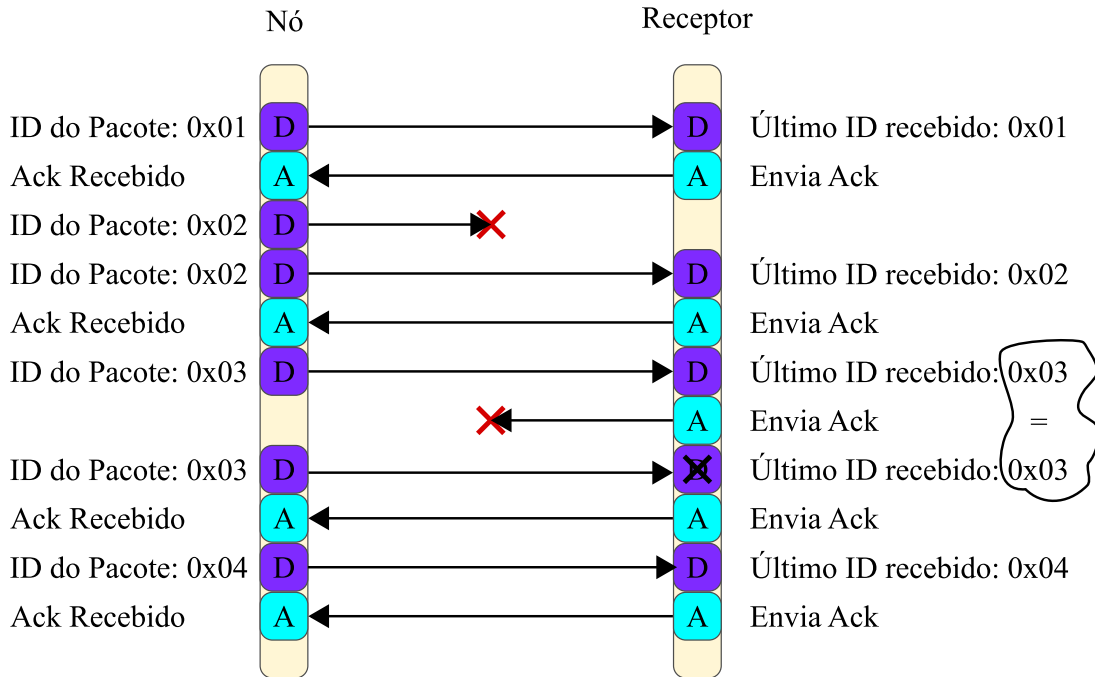 Nó Receptor
ID do Pacote: 0x01 D D Último ID recebido: 0x01
Ack Recebido A A Envia Ack
ID do Pacote: 0x02 D
ID do Pacote: 0x02 D D Último ID recebido: 0x02
Ack Recebido A A Envia Ack
ID do Pacote: 0x03 D D Último ID recebido: 0x03
A Envia Ack =
ID do Pacote: 0x03 D D Último ID recebido: 0x03
Ack Recebido A A Envia Ack
ID do Pacote: 0x04 D D Último ID recebido: 0x04
Ack Recebido A A Envia Ack